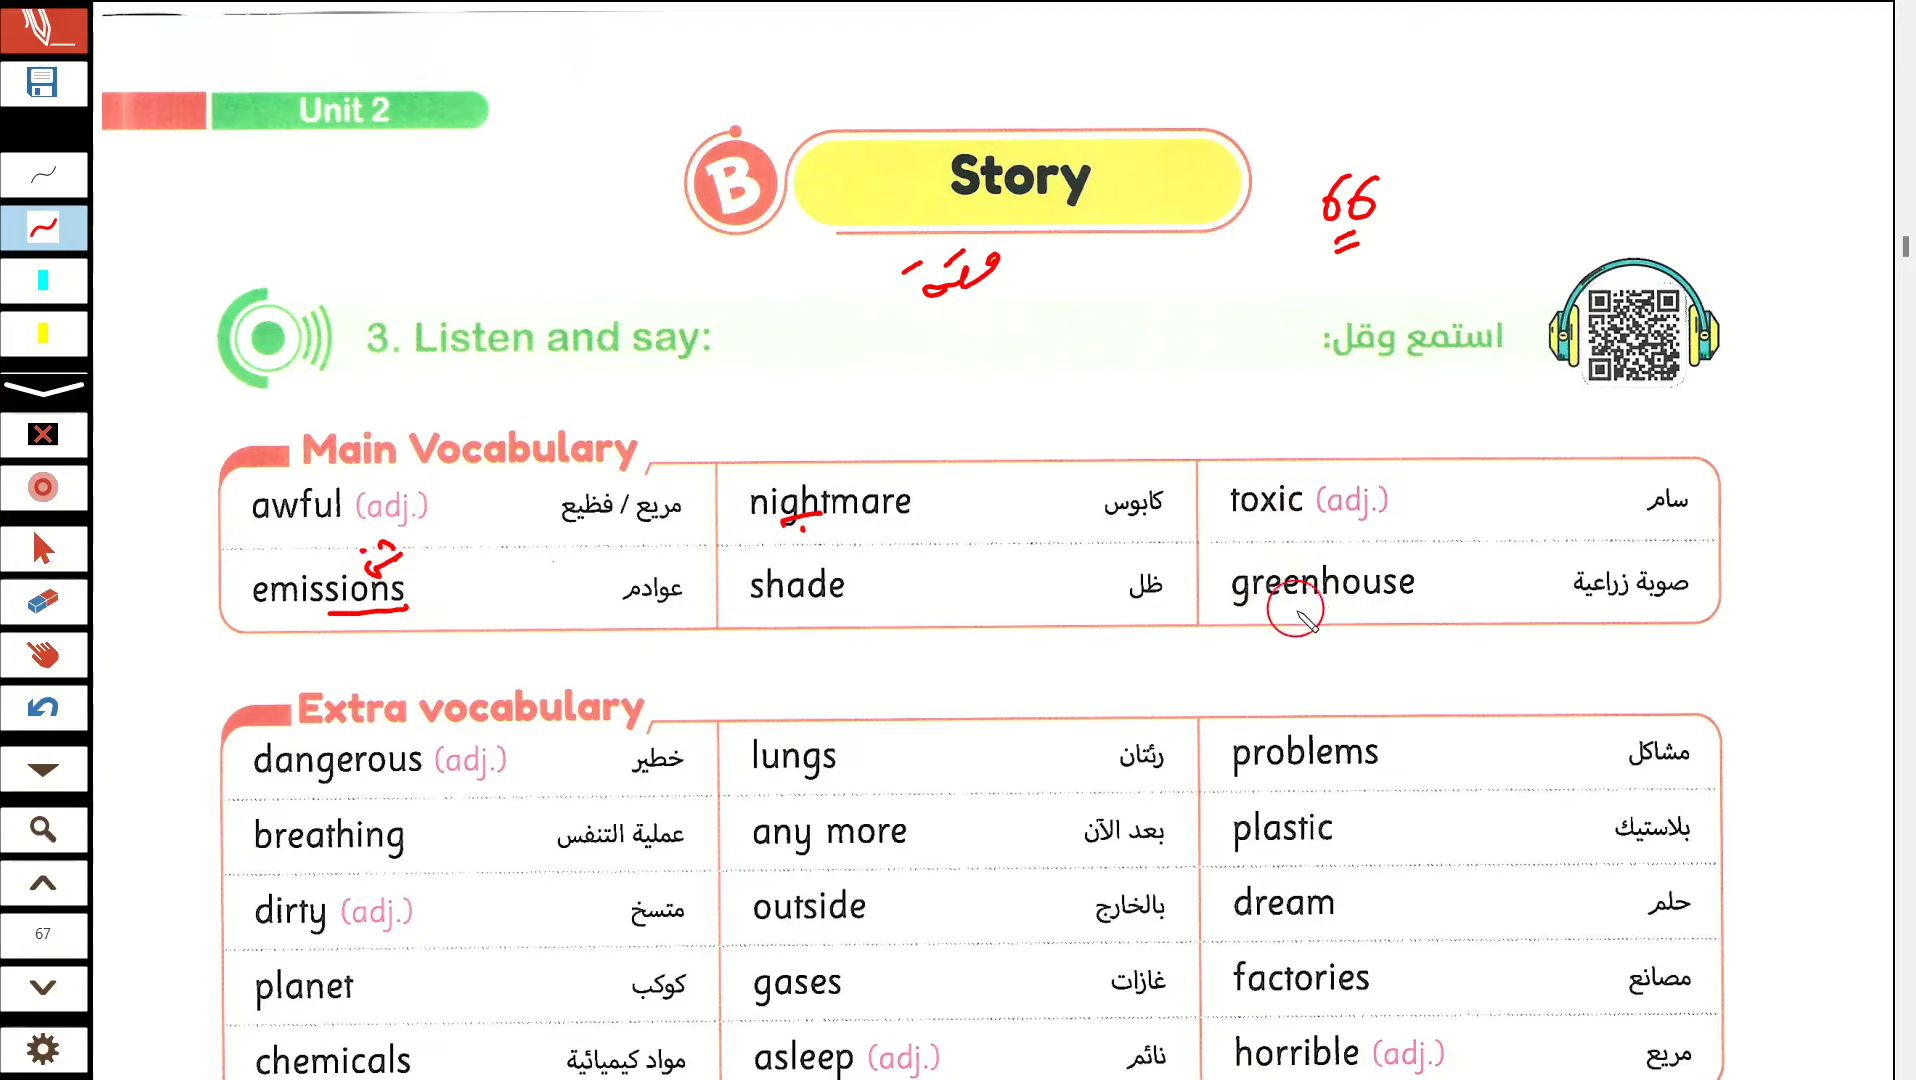 Unit 2
B Story
66
قصة
3. Listen and say: استمع وقل:
Main Vocabulary
awful (adj.) مريع / فظيع nightmare كابوس toxic (adj.) سام
emissions عوادم shade ظل greenhouse صوبة زراعية
Extra vocabulary
dangerous (adj.) خطير lungs رئتان problems مشاكل
breathing عملية التنفس any more بعد الآن plastic بلاستيك
dirty (adj.) متسخ outside بالخارج dream حلم
planet كوكب gases غازات factories مصانع
chemicals مواد كيميائية asleep (adj.) نائم horrible (adj.) مريع
67